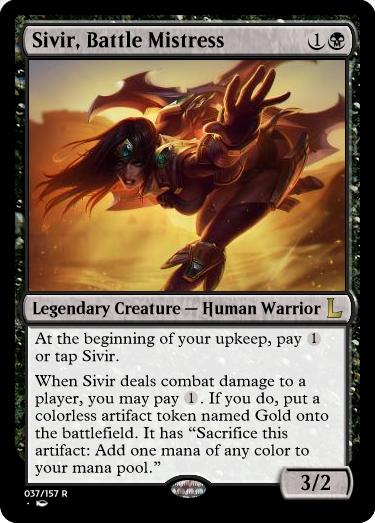 Sivir, Battle Mistress 1
Legendary Creature — Human Warrior L
At the beginning of your upkeep, pay 1
or tap Sivir.
When Sivir deals combat damage to a
player, you may pay 1. If you do, put a
colorless artifact token named Gold onto
the battlefield. It has “Sacrifice this
artifact: Add one mana of any color to
your mana pool.”
3/2
037/157 R